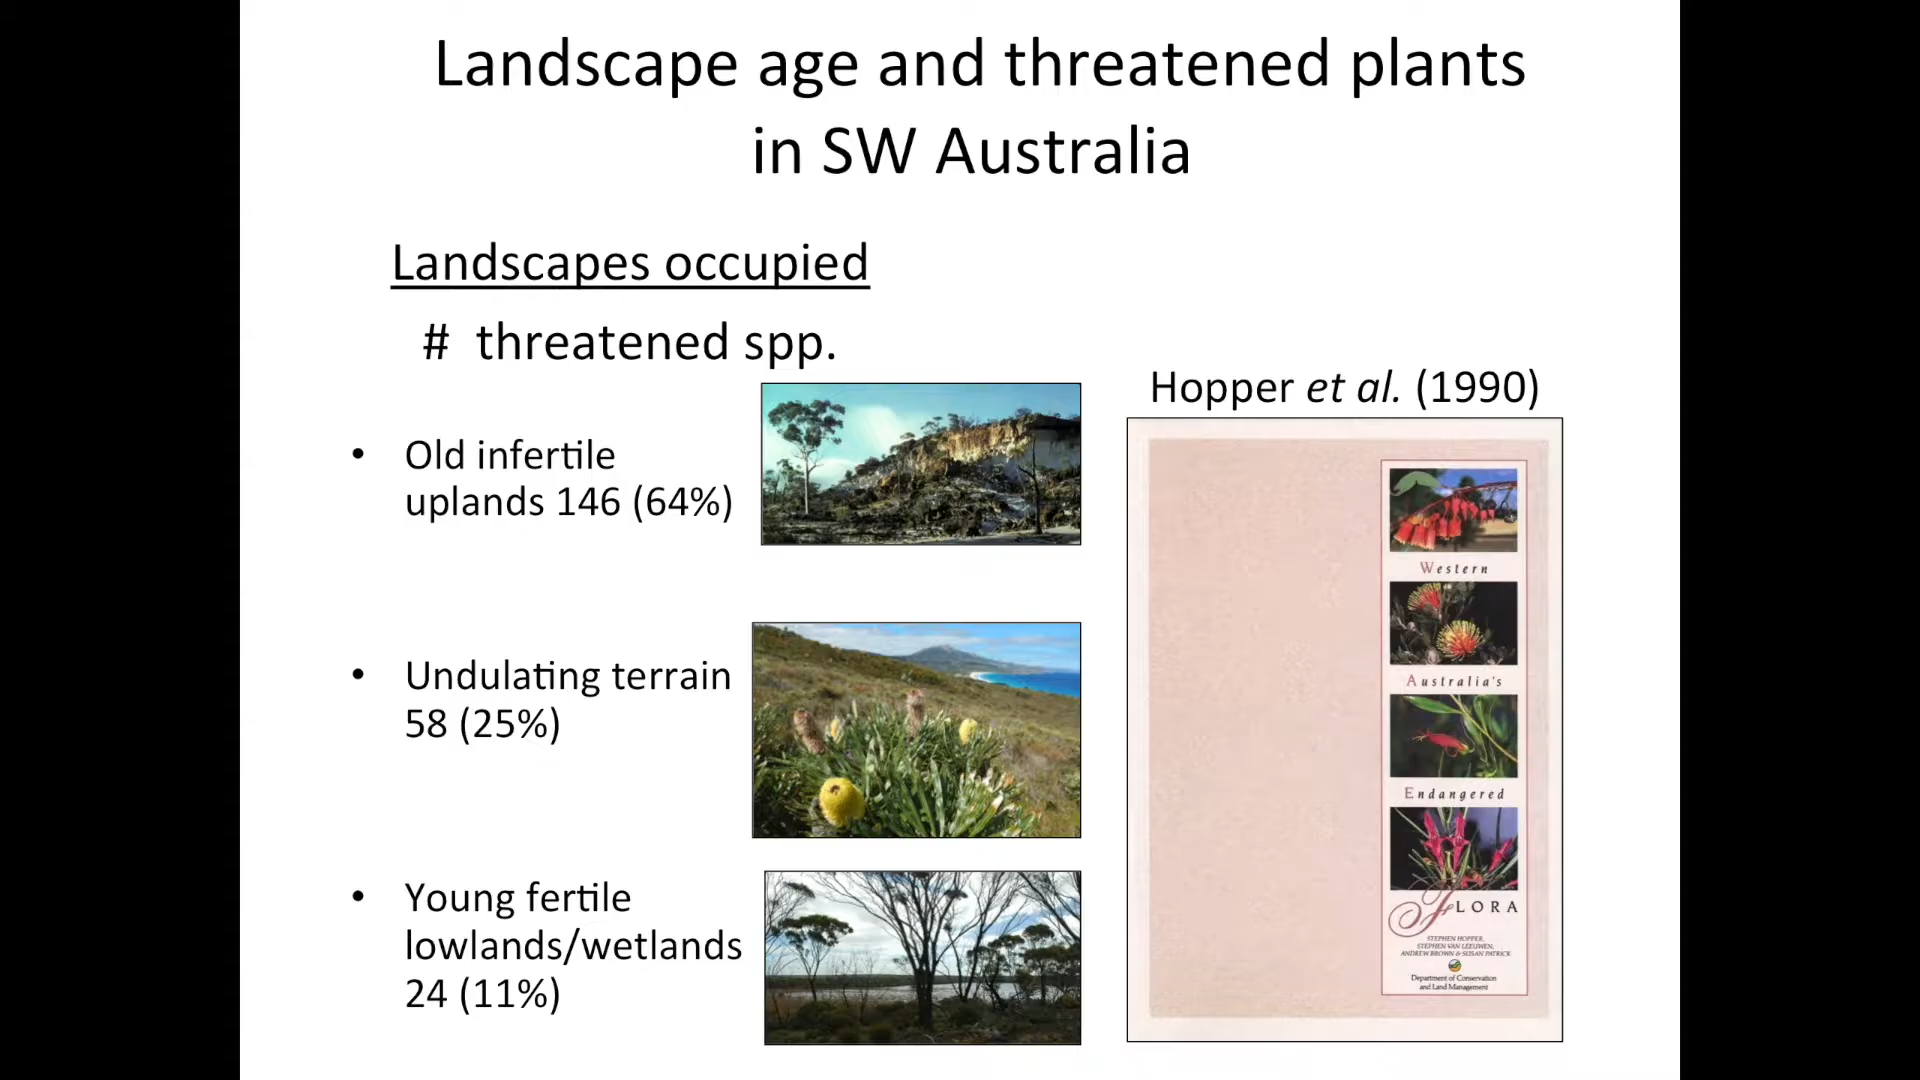 Landscape age and threatened plants
in SW Australia
Landscapes occupied
# threatened spp.
• Old infertile
uplands 146 (64%)
• Undulating terrain
58 (25%)
• Young fertile
lowlands/wetlands
24 (11%)
Hopper et al. (1990)
Western
Australia's
Endangered
FLORA
STEPHEN HOPPER,
STEPHEN VAN LEEUWEN,
ANDREW BROWN & SUSAN PATRICK
Department of Conservation
and Land Management